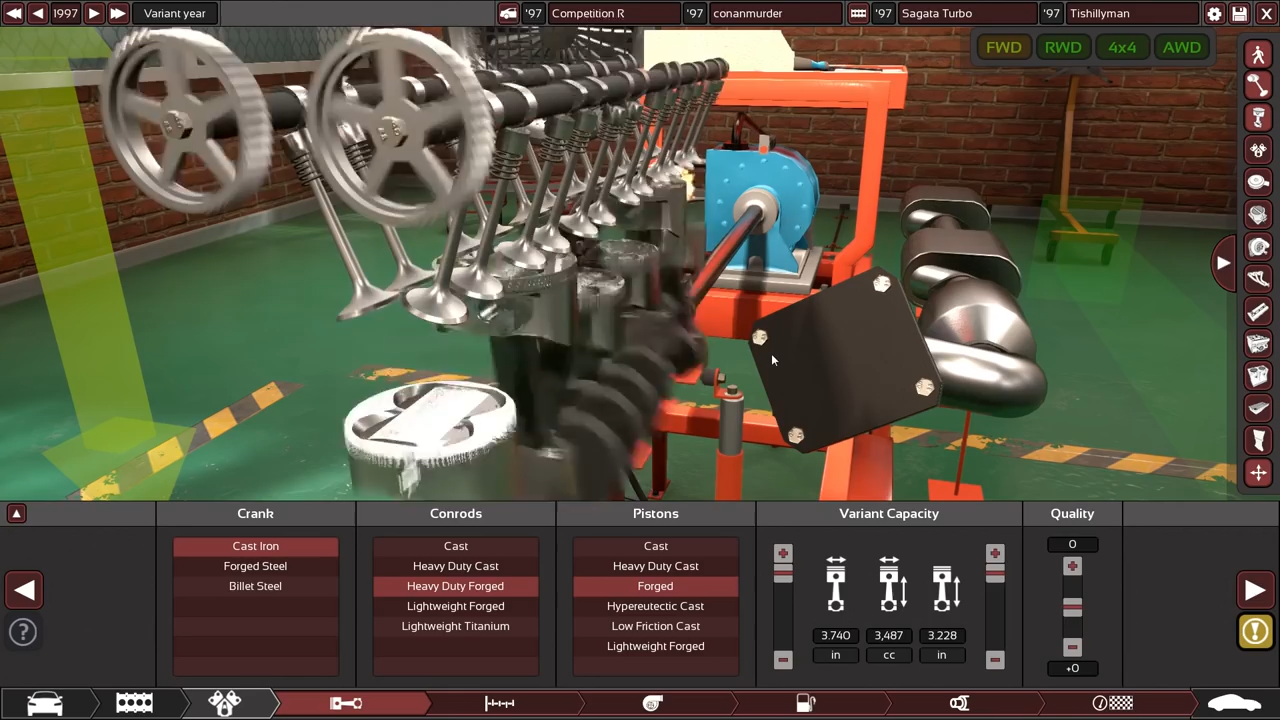 1997 Variant year '97 Competition R '97 conanmurder '97 Sagata Turbo '97 Tishillyman
FWD RWD 4x4 AWD
Crank
Cast Iron
Forged Steel
Billet Steel
Conrods
Cast
Heavy Duty Cast
Heavy Duty Forged
Lightweight Forged
Lightweight Titanium
Pistons
Cast
Heavy Duty Cast
Forged
Hypereutectic Cast
Low Friction Cast
Lightweight Forged
Variant Capacity
3.740 3,487 3.228
in cc in
Quality
0
+0